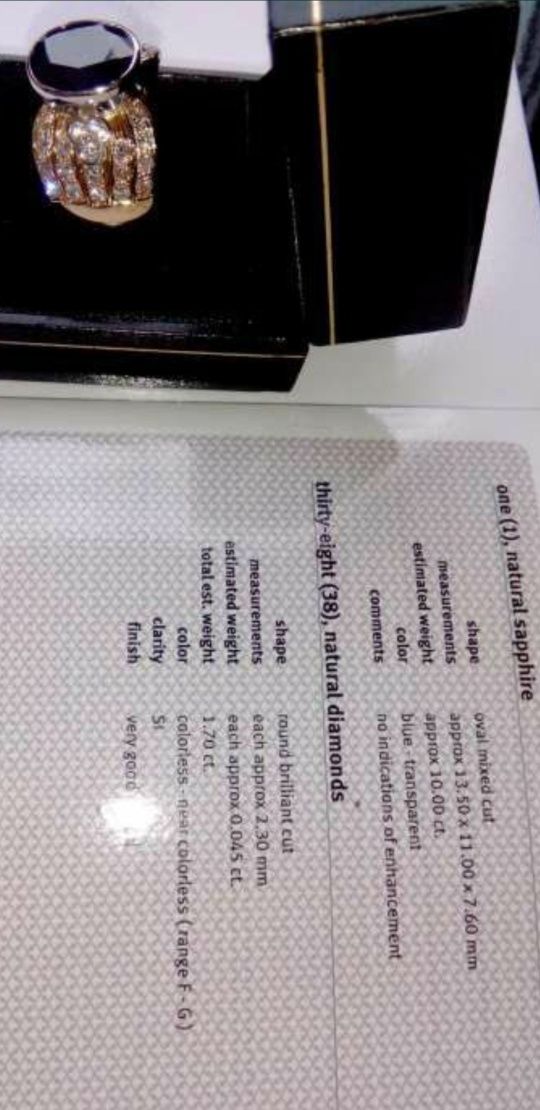 one (1), natural sapphire
shape oval mixed cut
measurements approx 13.50 x 11.00 x 7.60 mm
estimated weight approx 10.00 ct.
color blue - transparent
comments no indications of enhancement
thirty-eight (38), natural diamonds
shape round brilliant cut
measurements each approx 2.30 mm
estimated weight each approx 0.045 ct.
total est. weight 1.70 ct.
color colorless - near colorless ( range F - G )
clarity SI
finish very good